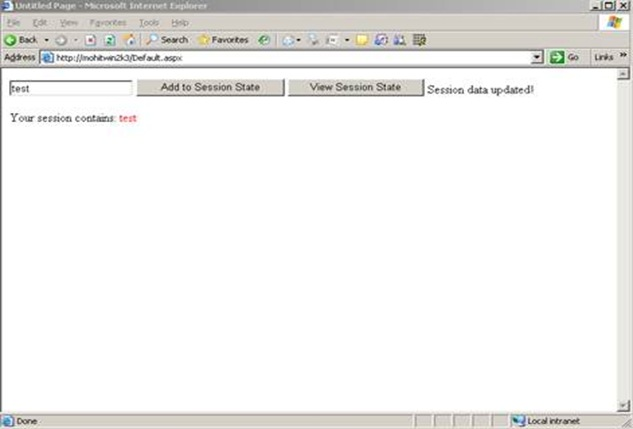 Untitled Page - Microsoft Internet Explorer
File Edit View Favorites Tools Help
Back Search Favorites
Address http://mohitwin2k3/Default.aspx Go Links »
test Add to Session State View Session State Session data updated!
Your session contains: test
Done Local intranet